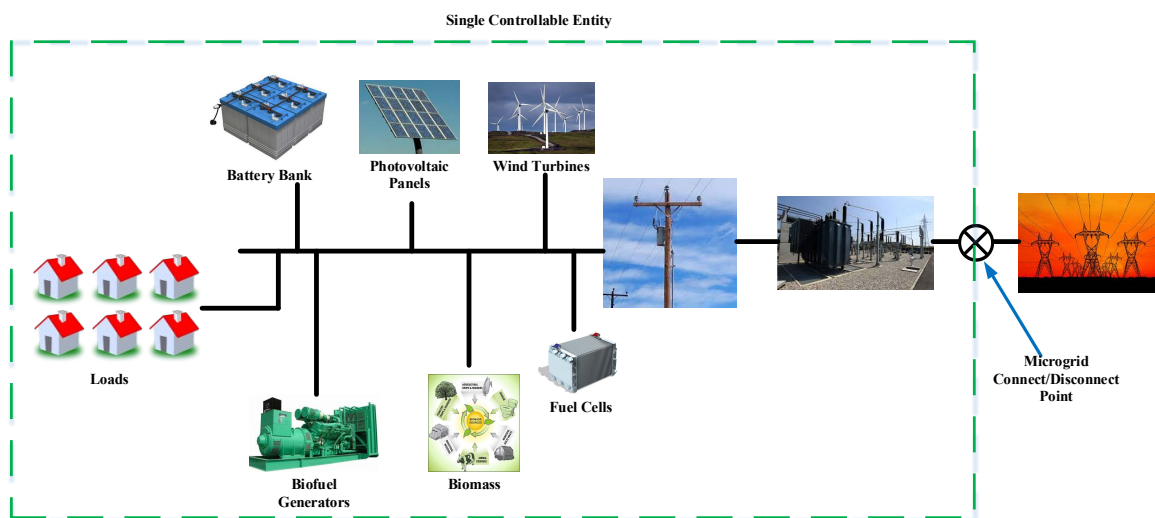 Single Controllable Entity
Battery Bank
Photovoltaic
Panels
Wind Turbines
Loads
Fuel Cells
Microgrid
Connect/Disconnect
Point
Biofuel
Generators
Biomass